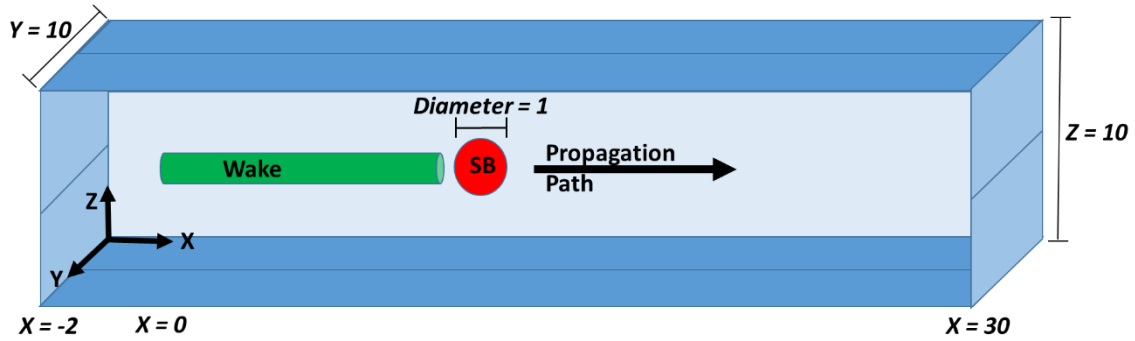 Y = 10
Diameter = 1
Z = 10
Wake
SB
Propagation
Path
Z
X
Y
X = -2
X = 0
X = 30